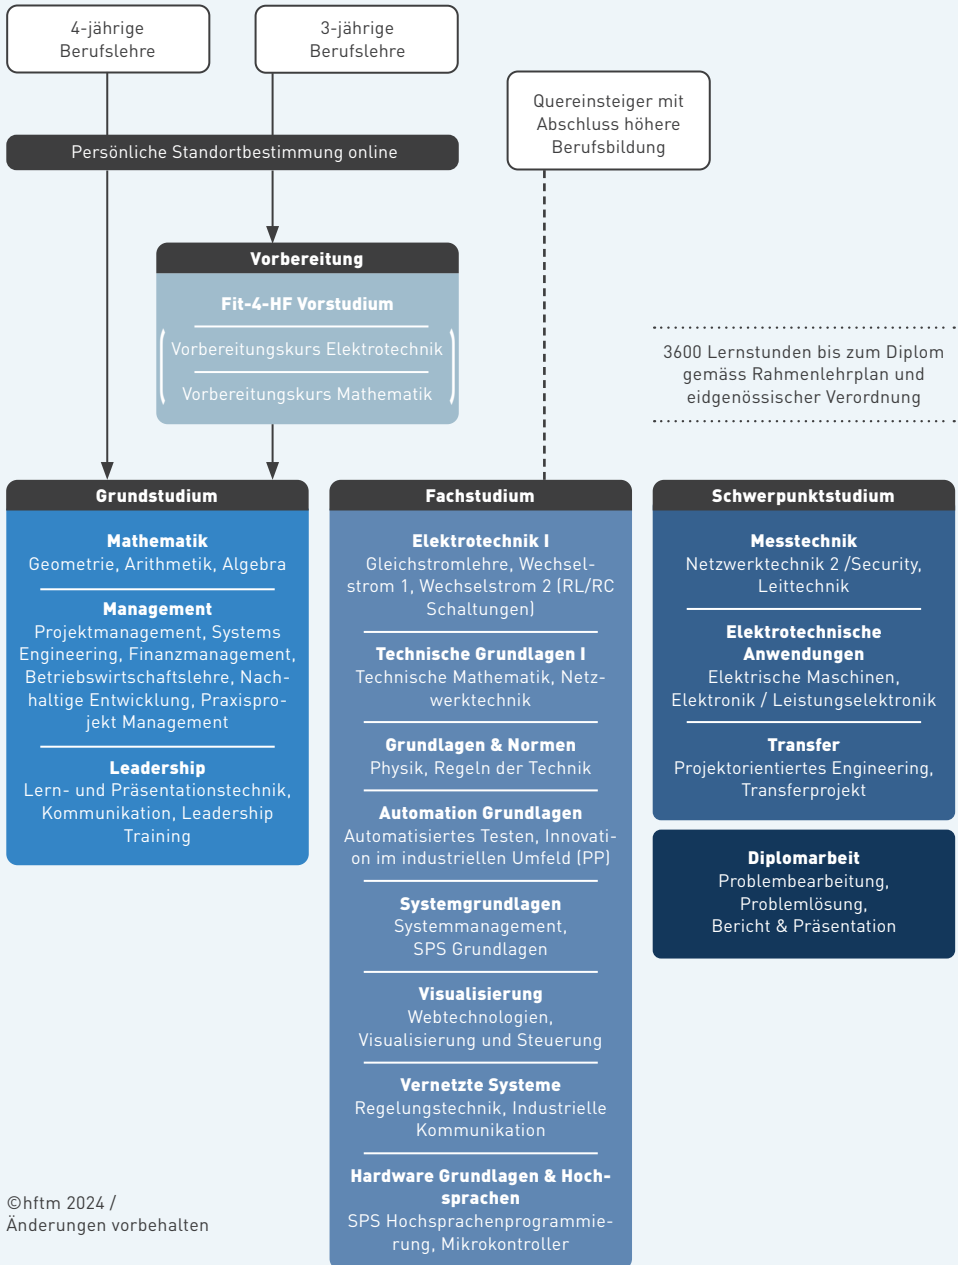 4-jährige
Berufslehre
3-jährige
Berufslehre
Quereinsteiger mit
Abschluss höhere
Berufsbildung
Persönliche Standortbestimmung online
Vorbereitung
Fit-4-HF Vorstudium
Vorbereitungskurs Elektrotechnik
Vorbereitungskurs Mathematik
3600 Lernstunden bis zum Diplom
gemäss Rahmenlehrplan und
eidgenössischer Verordnung
Grundstudium
Mathematik
Geometrie, Arithmetik, Algebra
Management
Projektmanagement, Systems
Engineering, Finanzmanagement,
Betriebswirtschaftslehre, Nach-
haltige Entwicklung, Praxispro-
jekt Management
Leadership
Lern- und Präsentationstechnik,
Kommunikation, Leadership
Training
Fachstudium
Elektrotechnik I
Gleichstromlehre, Wechsel-
strom 1, Wechselstrom 2 (RL/RC
Schaltungen)
Technische Grundlagen I
Technische Mathematik, Netz-
werktechnik
Grundlagen & Normen
Physik, Regeln der Technik
Automation Grundlagen
Automatisiertes Testen, Innovati-
on im industriellen Umfeld (PP)
Systemgrundlagen
Systemmanagement,
SPS Grundlagen
Visualisierung
Webtechnologien,
Visualisierung und Steuerung
Vernetzte Systeme
Regelungstechnik, Industrielle
Kommunikation
Hardware Grundlagen & Hoch-
sprachen
SPS Hochsprachenprogrammie-
rung, Mikrokontroller
Schwerpunktstudium
Messtechnik
Netzwerktechnik 2 /Security,
Leittechnik
Elektrotechnische
Anwendungen
Elektrische Maschinen,
Elektronik / Leistungselektronik
Transfer
Projektorientiertes Engineering,
Transferprojekt
Diplomarbeit
Problembearbeitung,
Problemlösung,
Bericht & Präsentation
©hftm 2024 /
Änderungen vorbehalten